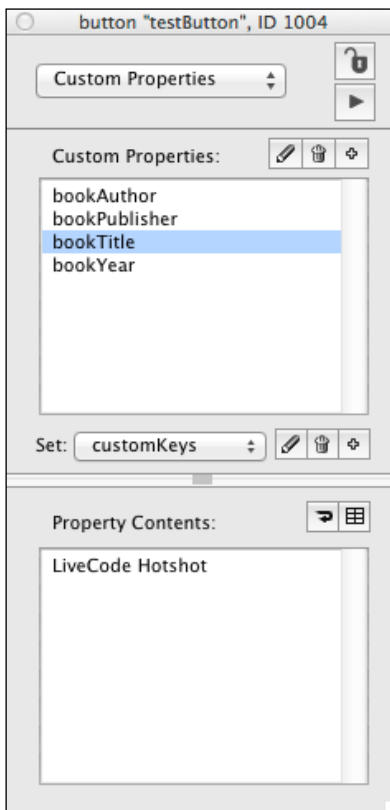 button "testButton", ID 1004
Custom Properties
Custom Properties:
bookAuthor
bookPublisher
bookTitle
bookYear
Set: customKeys
Property Contents:
LiveCode Hotshot